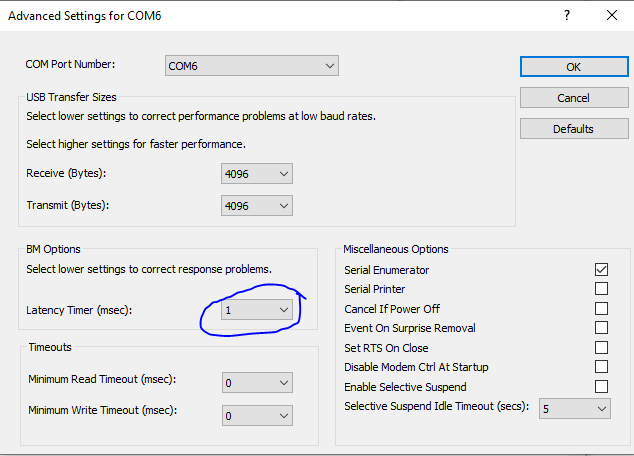 Advanced Settings for COM6
?
COM Port Number: COM6
OK
USB Transfer Sizes
Cancel
Select lower settings to correct performance problems at low baud rates.
Defaults
Select higher settings for faster performance.
Receive (Bytes): 4096
Transmit (Bytes): 4096
BM Options
Select lower settings to correct response problems.
Latency Timer (msec): 1
Timeouts
Minimum Read Timeout (msec): 0
Minimum Write Timeout (msec): 0
Miscellaneous Options
Serial Enumerator
Serial Printer
Cancel If Power Off
Event On Surprise Removal
Set RTS On Close
Disable Modem Ctrl At Startup
Enable Selective Suspend
Selective Suspend Idle Timeout (secs): 5